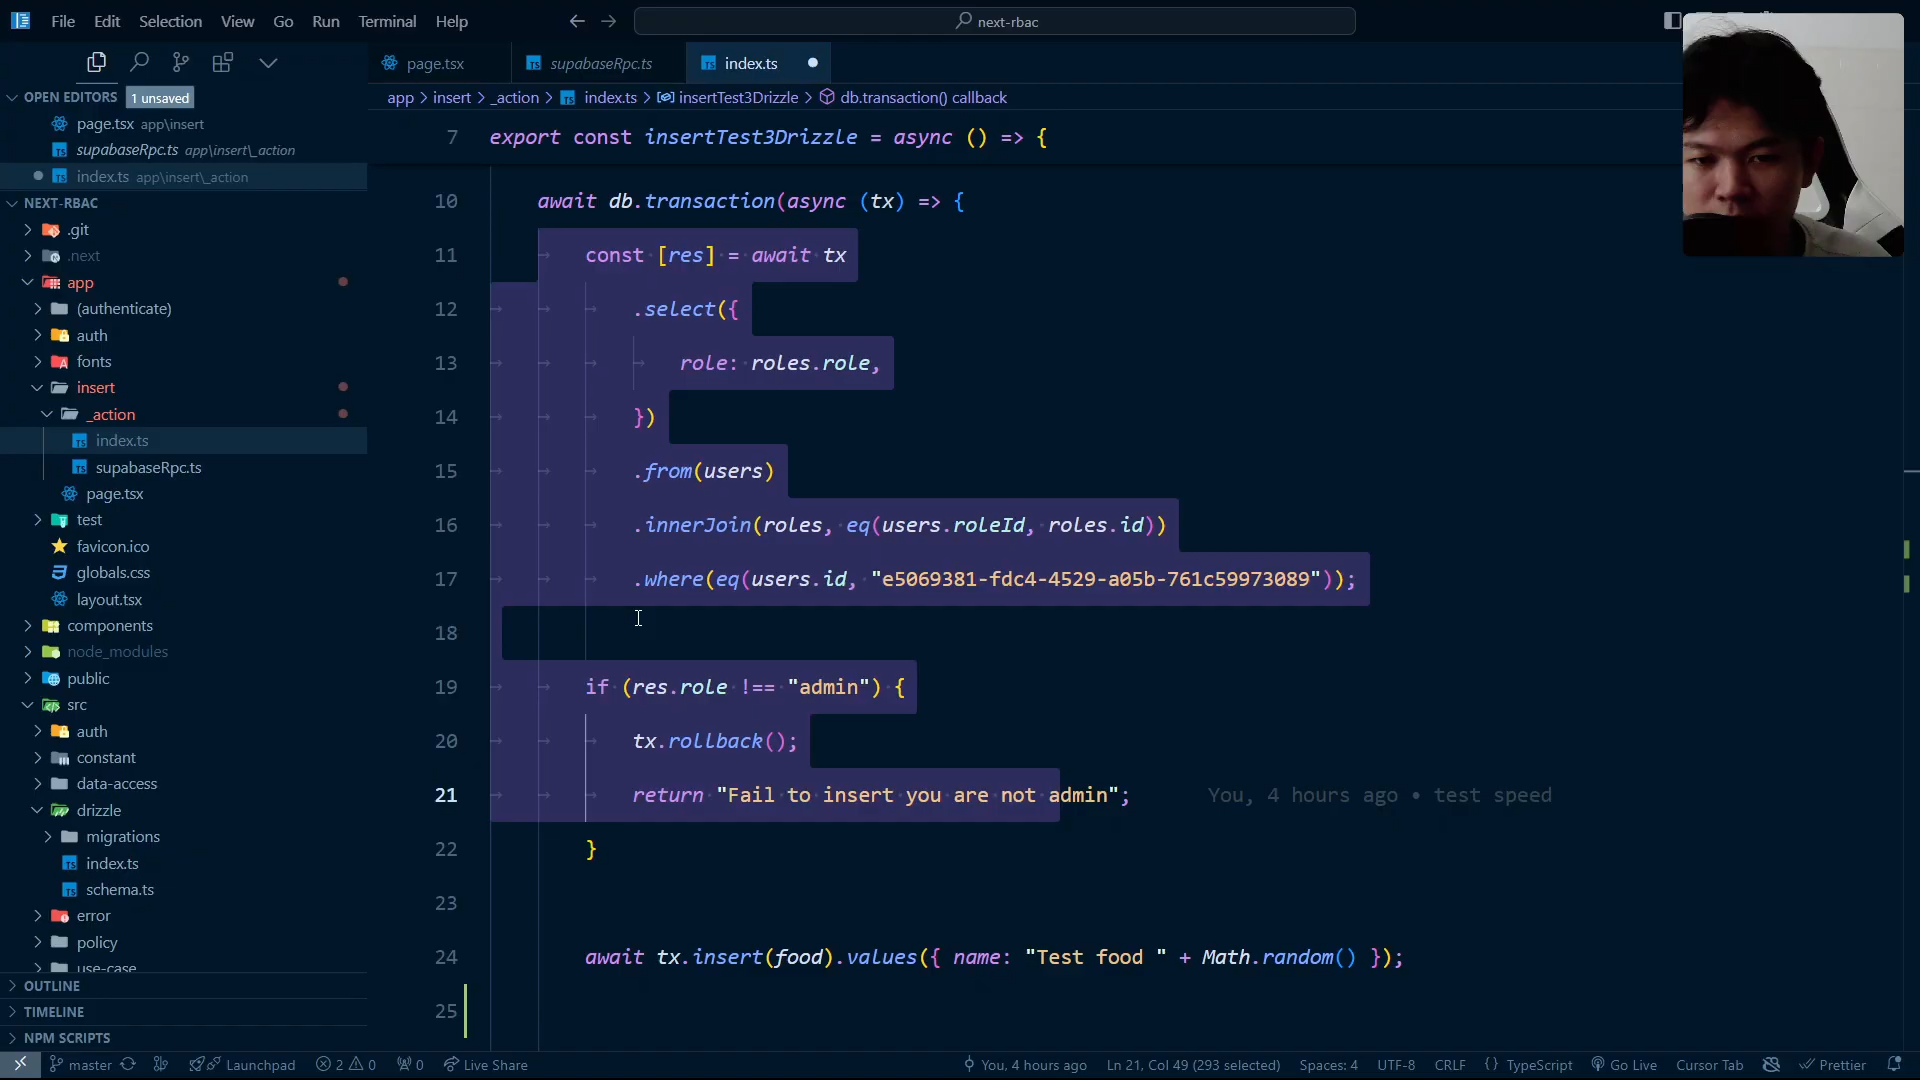 File Edit Selection View Go Run Terminal Help
next-rbac
page.tsx
supabaseRpc.ts
index.ts
OPEN EDITORS 1 unsaved
page.tsx app\insert
supabaseRpc.ts app\insert\_action
index.ts app\insert\_action
NEXT-RBAC
.git
.next
app
(authenticate)
auth
fonts
insert
_action
index.ts
supabaseRpc.ts
page.tsx
test
favicon.ico
globals.css
layout.tsx
components
node_modules
public
src
auth
constant
data-access
drizzle
migrations
index.ts
schema.ts
error
policy
use-case
OUTLINE
TIMELINE
NPM SCRIPTS
app > insert > _action > index.ts > insertTest3Drizzle > db.transaction() callback
7 export const insertTest3Drizzle = async () => {
10 await db.transaction(async (tx) => {
11 const [res] = await tx
12 .select({
13 role: roles.role,
14 })
15 .from(users)
16 .innerJoin(roles, eq(users.roleId, roles.id))
17 .where(eq(users.id, "e5069381-fdc4-4529-a05b-761c59973089"));
18
19 if (res.role !== "admin") {
20 tx.rollback();
21 return "Fail to insert you are not admin"; You, 4 hours ago • test speed
22 }
23
24 await tx.insert(food).values({ name: "Test food " + Math.random() });
25
master Launchpad 2 0 0 Live Share You, 4 hours ago Ln 21, Col 49 (293 selected) Spaces: 4 UTF-8 CRLF {} TypeScript Go Live Cursor Tab Prettier